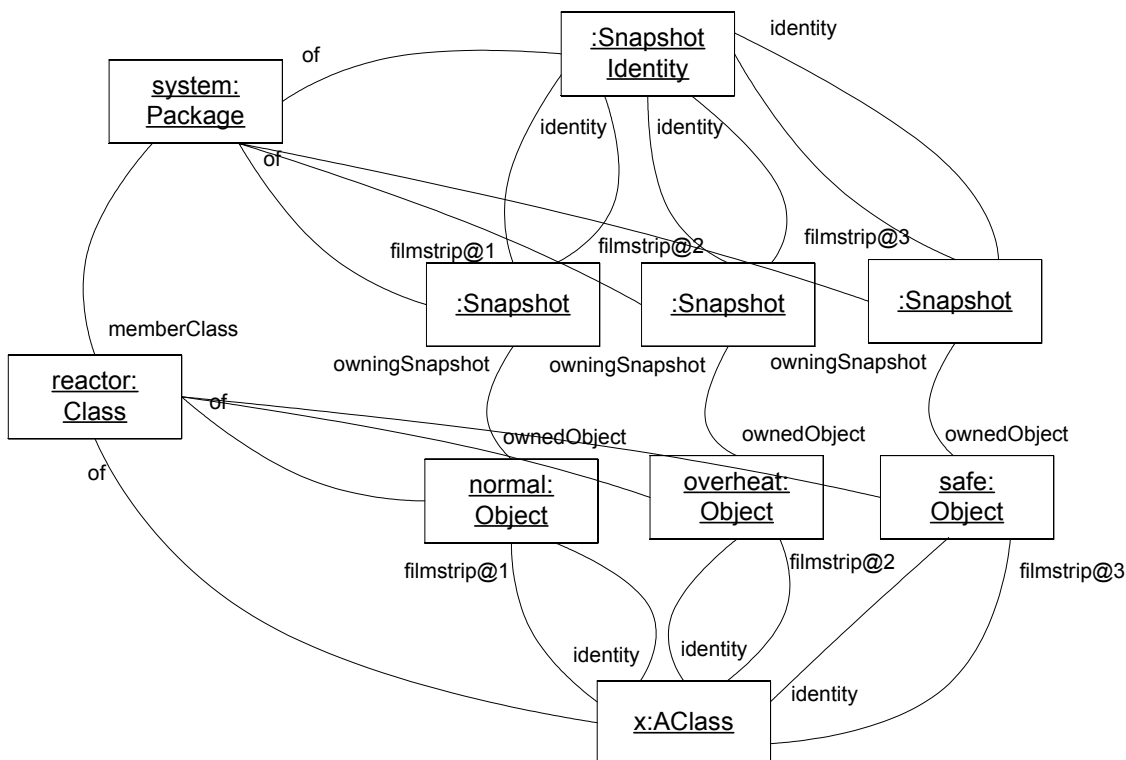 identity
:Snapshot
Identity
of
system:
Package
identity
identity
of
filmstrip@1
filmstrip@2
filmstrip@3
:Snapshot
:Snapshot
:Snapshot
memberClass
owningSnapshot
owningSnapshot
owningSnapshot
reactor:
Class
of
ownedObject
ownedObject
ownedObject
of
normal:
Object
overheat:
Object
safe:
Object
filmstrip@1
filmstrip@2
filmstrip@3
identity
identity
identity
x:AClass